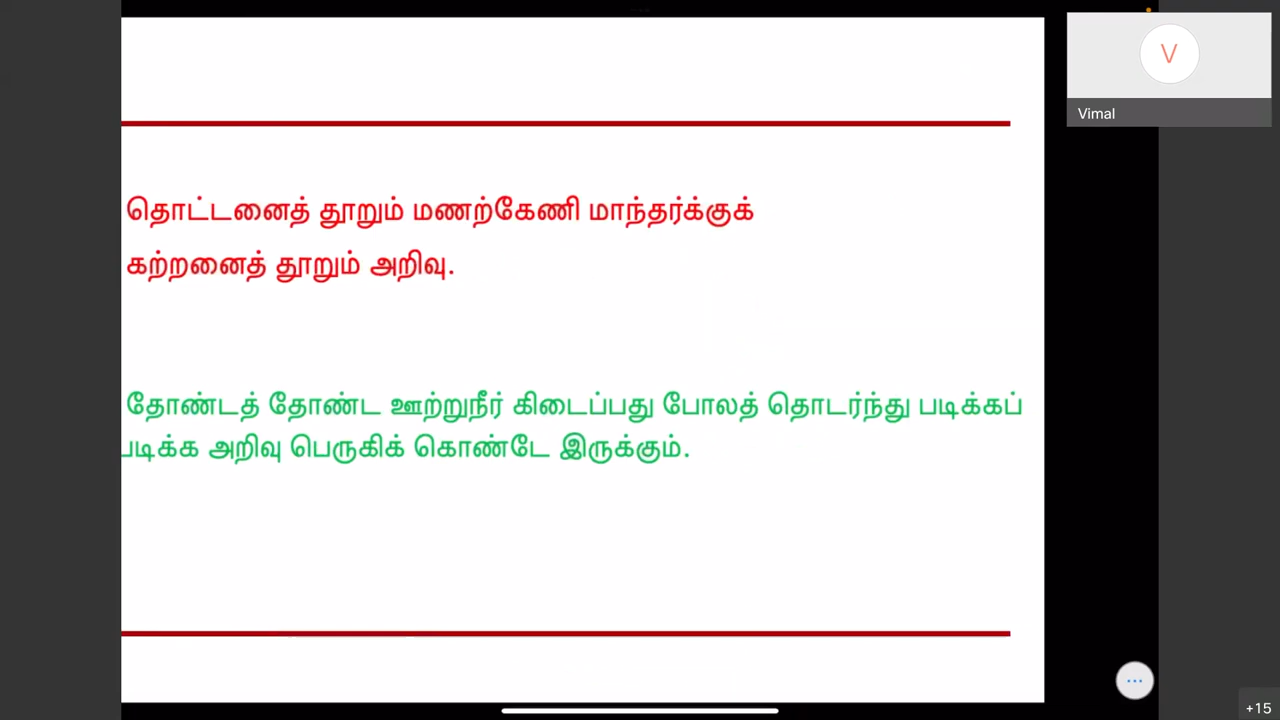 தொட்டனைத் தூறும் மணற்கேணி மாந்தர்க்குக்
கற்றனைத் தூறும் அறிவு.
தோண்டத் தோண்ட ஊற்றுநீர் கிடைப்பது போலத் தொடர்ந்து படிக்கப்
படிக்க அறிவு பெருகிக் கொண்டே இருக்கும்.
V
Vimal
+15